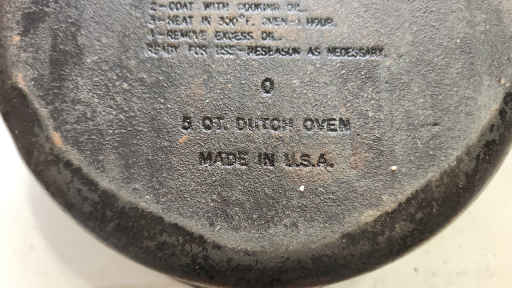 2-COAT WITH COOKING OIL.
3-HEAT IN 300°F. OVEN-1 HOUR.
4-REMOVE EXCESS OIL.
READY FOR USE-RESEASON AS NECESSARY.
O
5 QT. DUTCH OVEN
MADE IN U.S.A.